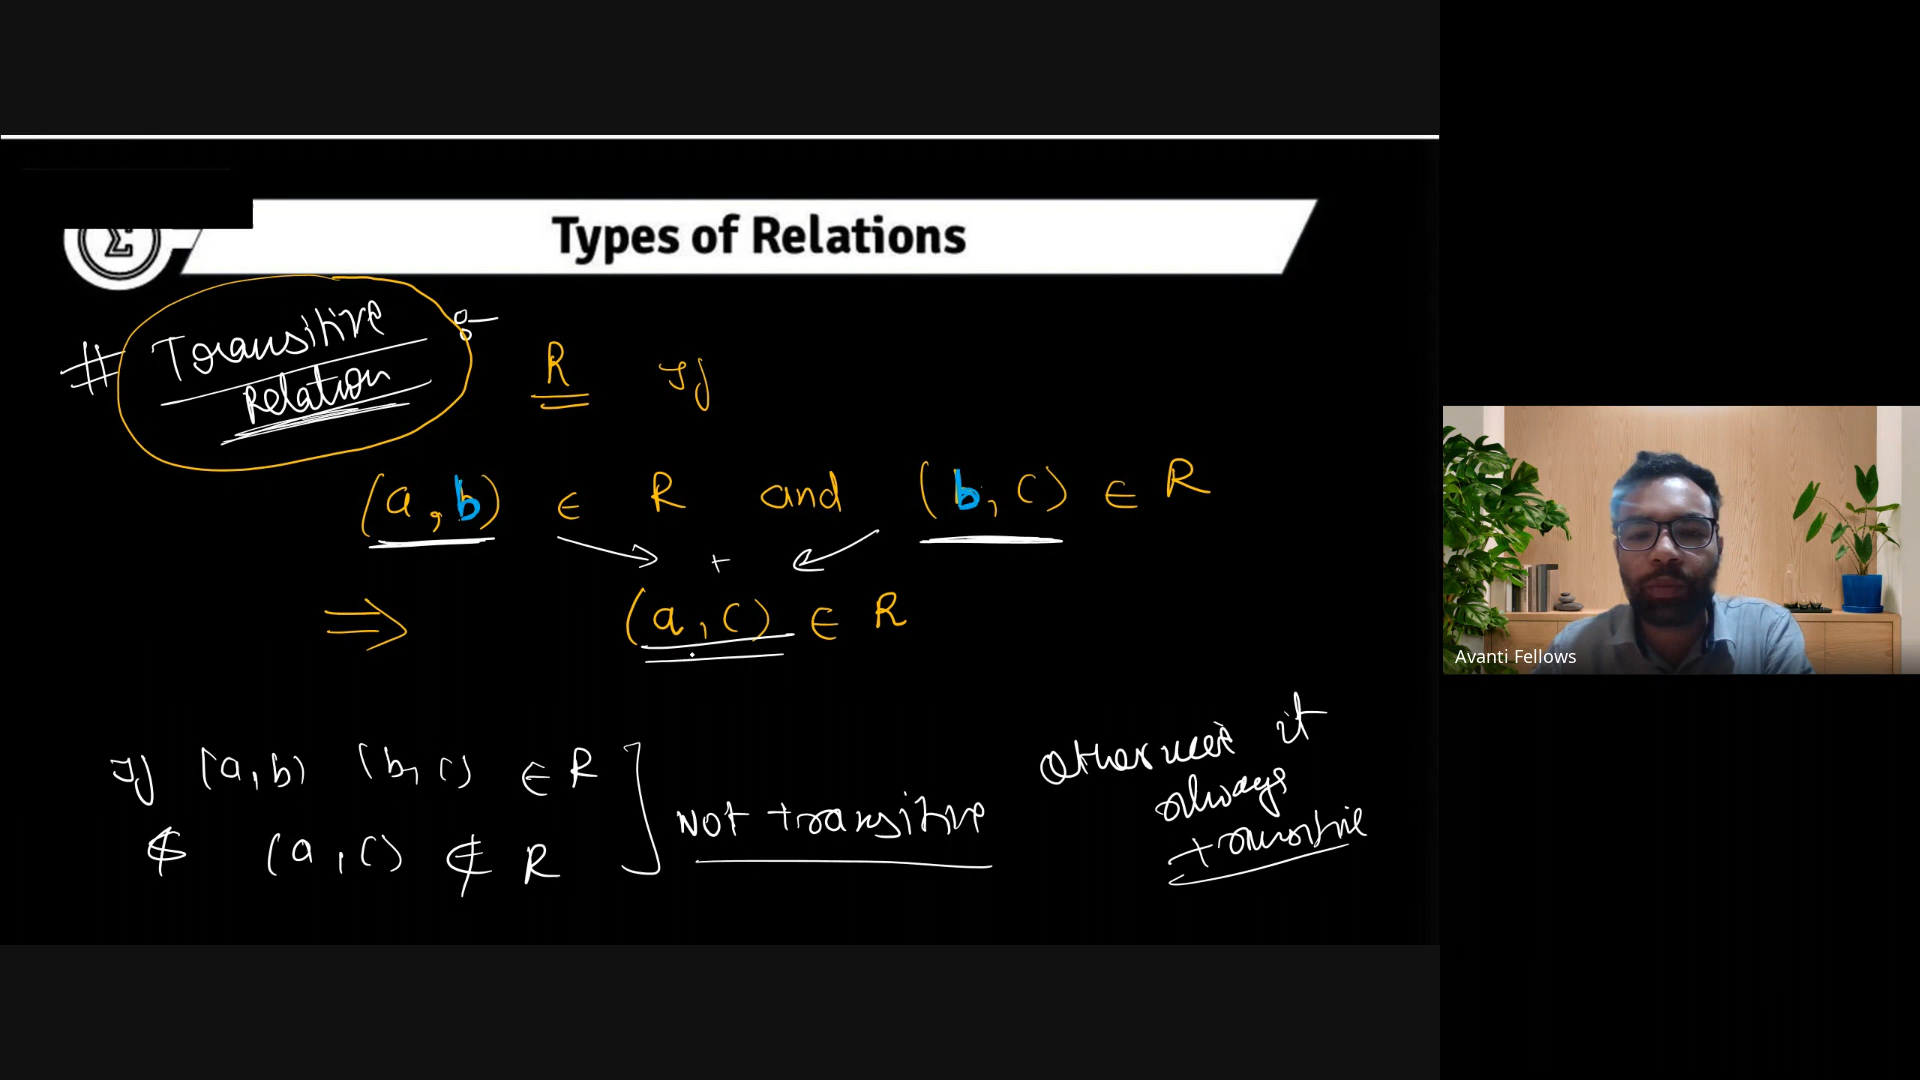 Σ
Types of Relations
# Transitive Relation :-
R If
(a, b) ∈ R and (b, c) ∈ R
+
⇒ (a, c) ∈ R
If (a, b) (b, c) ∈ R
(a, c) ∉ R
Not transitive
otherwise it
always
transitive
Avanti Fellows